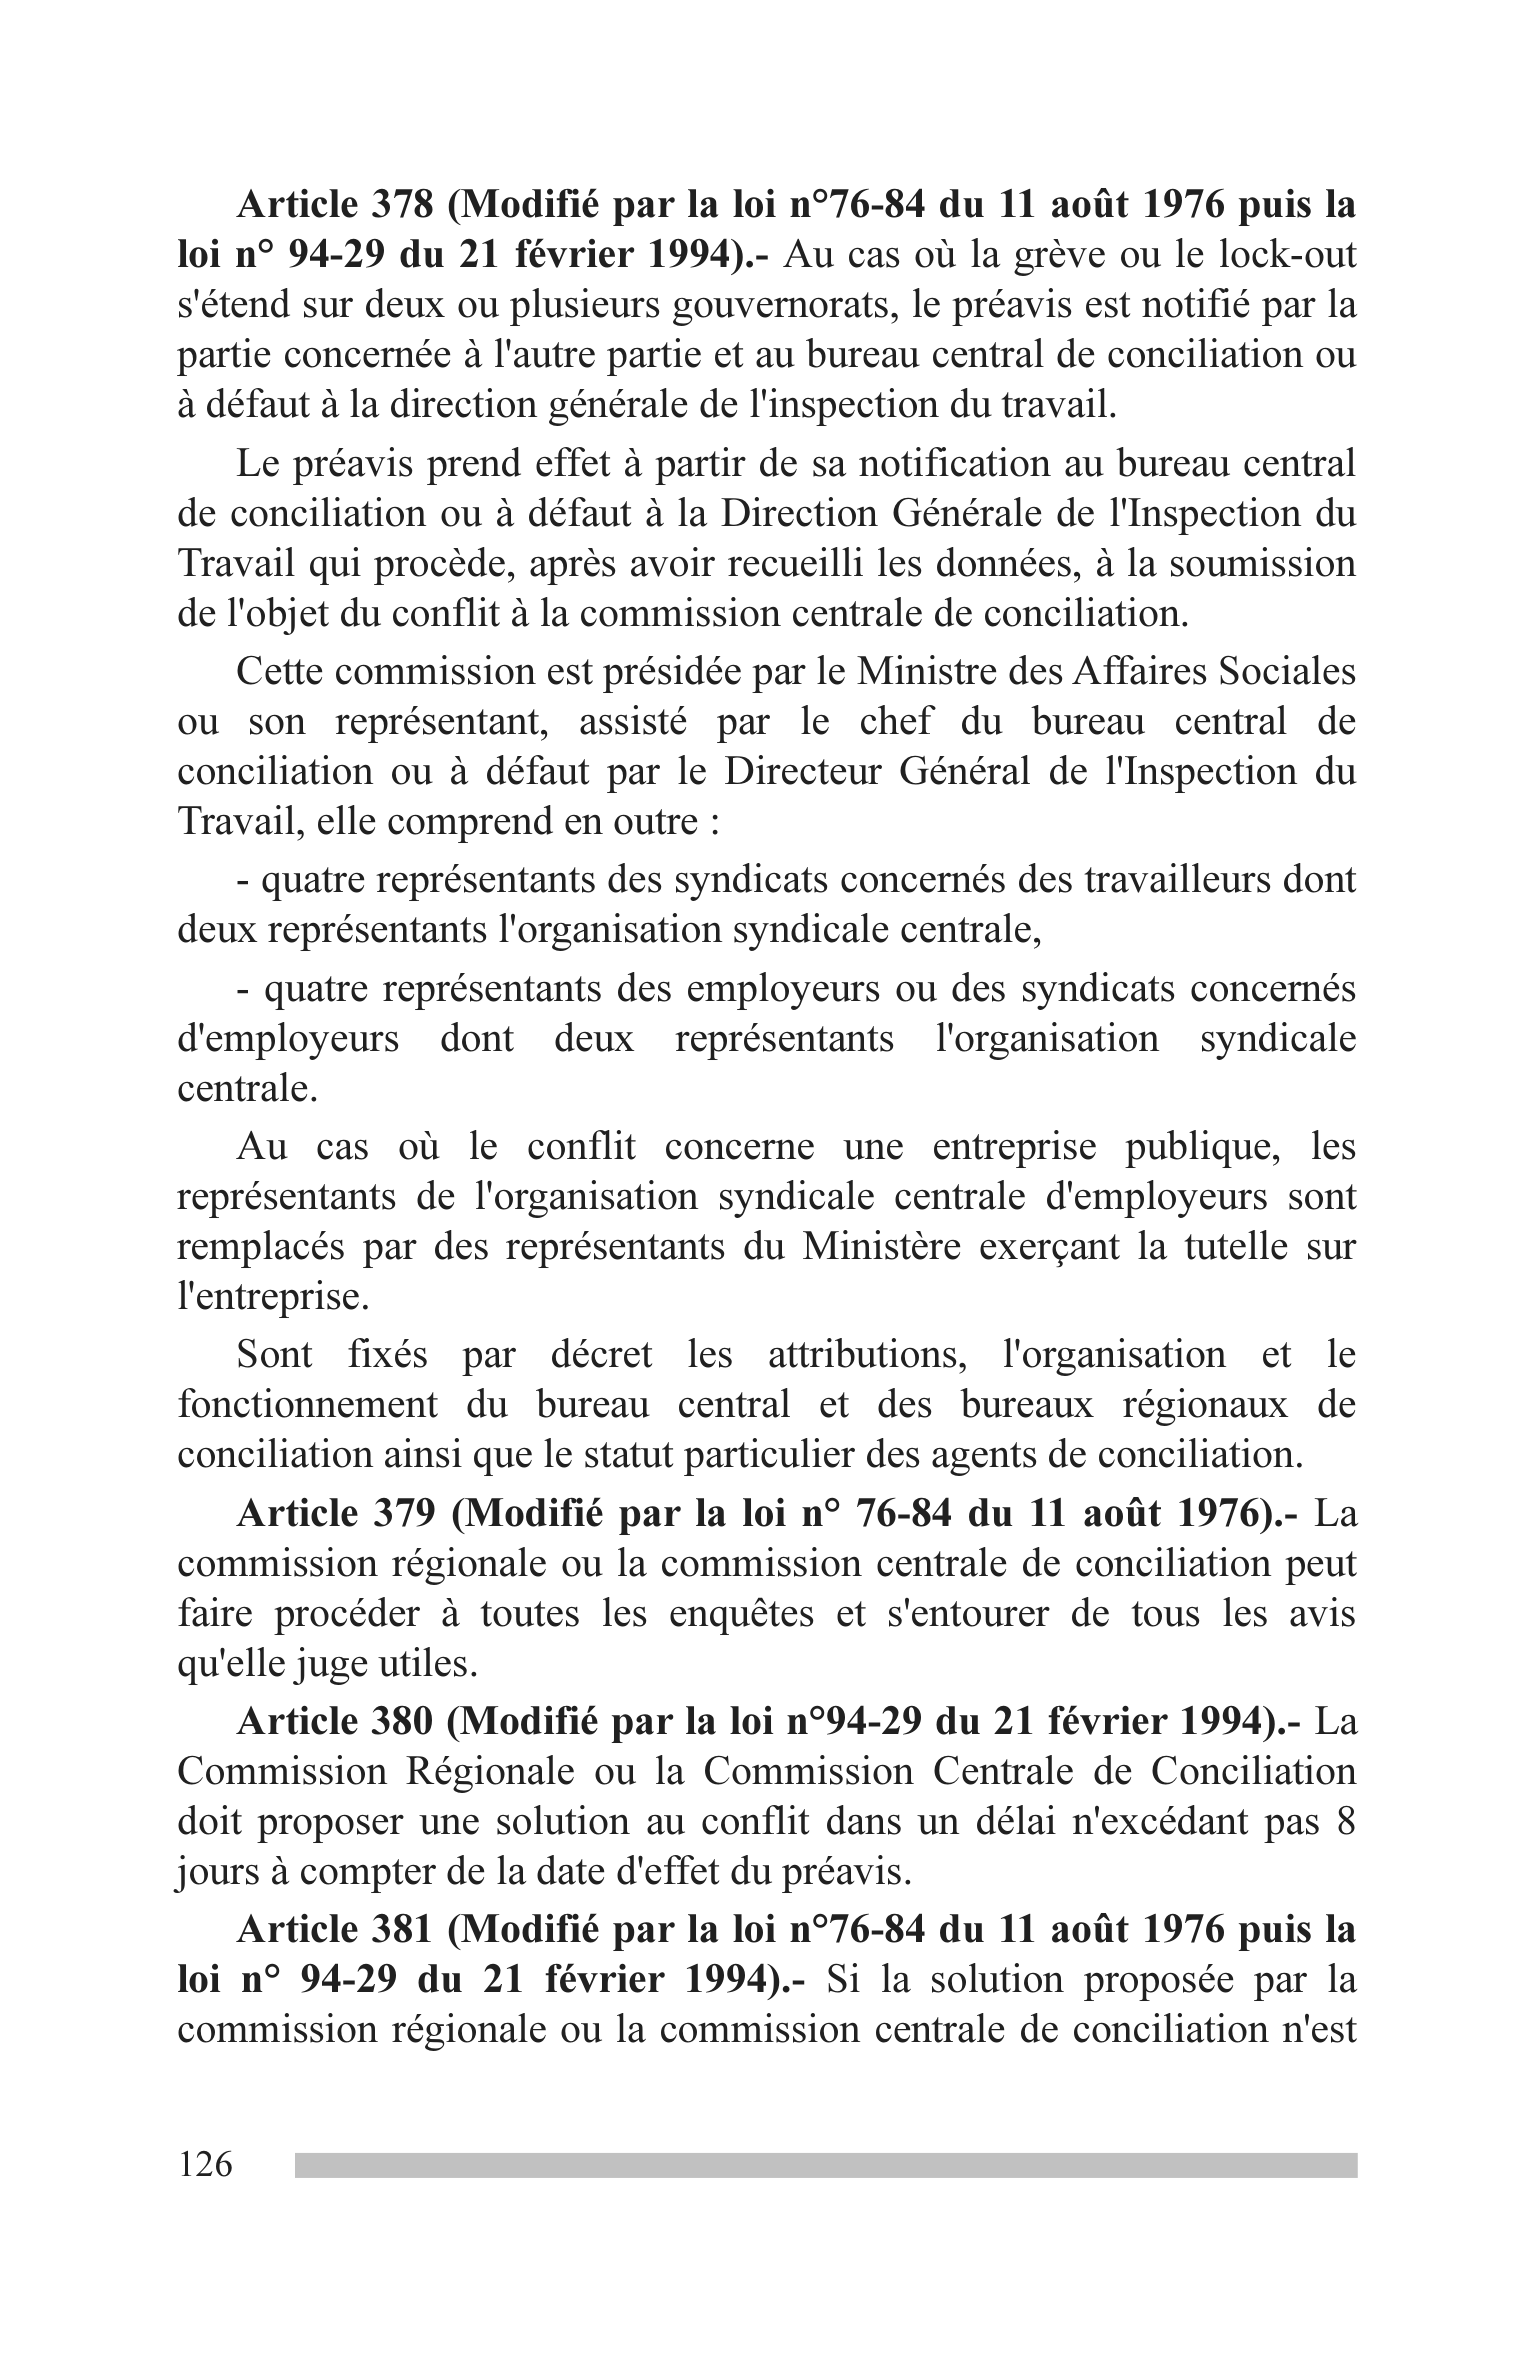 Article 378 (Modifié par la loi n°76-84 du 11 août 1976 puis la
loi n° 94-29 du 21 février 1994).- Au cas où la grève ou le lock-out
s'étend sur deux ou plusieurs gouvernorats, le préavis est notifié par la
partie concernée à l'autre partie et au bureau central de conciliation ou
à défaut à la direction générale de l'inspection du travail.
Le préavis prend effet à partir de sa notification au bureau central
de conciliation ou à défaut à la Direction Générale de l'Inspection du
Travail qui procède, après avoir recueilli les données, à la soumission
de l'objet du conflit à la commission centrale de conciliation.
Cette commission est présidée par le Ministre des Affaires Sociales
ou son représentant, assisté par le chef du bureau central de
conciliation ou à défaut par le Directeur Général de l'Inspection du
Travail, elle comprend en outre :
- quatre représentants des syndicats concernés des travailleurs dont
deux représentants l'organisation syndicale centrale,
- quatre représentants des employeurs ou des syndicats concernés
d'employeurs dont deux représentants l'organisation syndicale
centrale.
Au cas où le conflit concerne une entreprise publique, les
représentants de l'organisation syndicale centrale d'employeurs sont
remplacés par des représentants du Ministère exerçant la tutelle sur
l'entreprise.
Sont fixés par décret les attributions, l'organisation et le
fonctionnement du bureau central et des bureaux régionaux de
conciliation ainsi que le statut particulier des agents de conciliation.
Article 379 (Modifié par la loi n° 76-84 du 11 août 1976).- La
commission régionale ou la commission centrale de conciliation peut
faire procéder à toutes les enquêtes et s'entourer de tous les avis
qu'elle juge utiles.
Article 380 (Modifié par la loi n°94-29 du 21 février 1994).- La
Commission Régionale ou la Commission Centrale de Conciliation
doit proposer une solution au conflit dans un délai n'excédant pas 8
jours à compter de la date d'effet du préavis.
Article 381 (Modifié par la loi n°76-84 du 11 août 1976 puis la
loi n° 94-29 du 21 février 1994).- Si la solution proposée par la
commission régionale ou la commission centrale de conciliation n'est
126